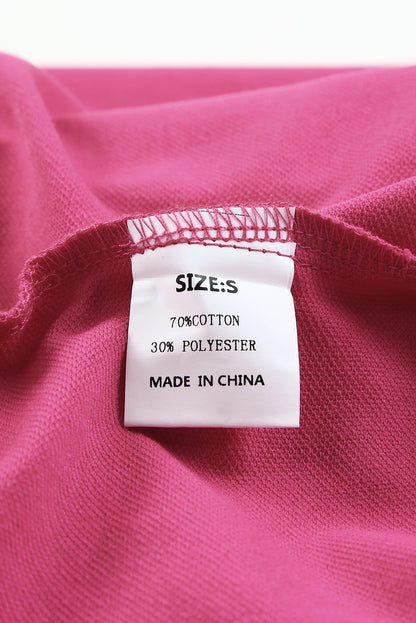 SIZE:S
70%COTTON
30% POLYESTER
MADE IN CHINA